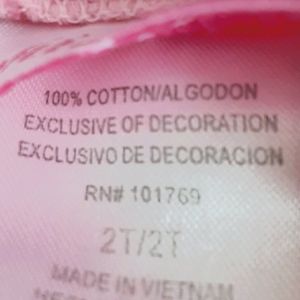 100% COTTON/ALGODON
EXCLUSIVE OF DECORATION
EXCLUSIVO DE DECORACION
RN# 101769
2T/2T
MADE IN VIETNAM